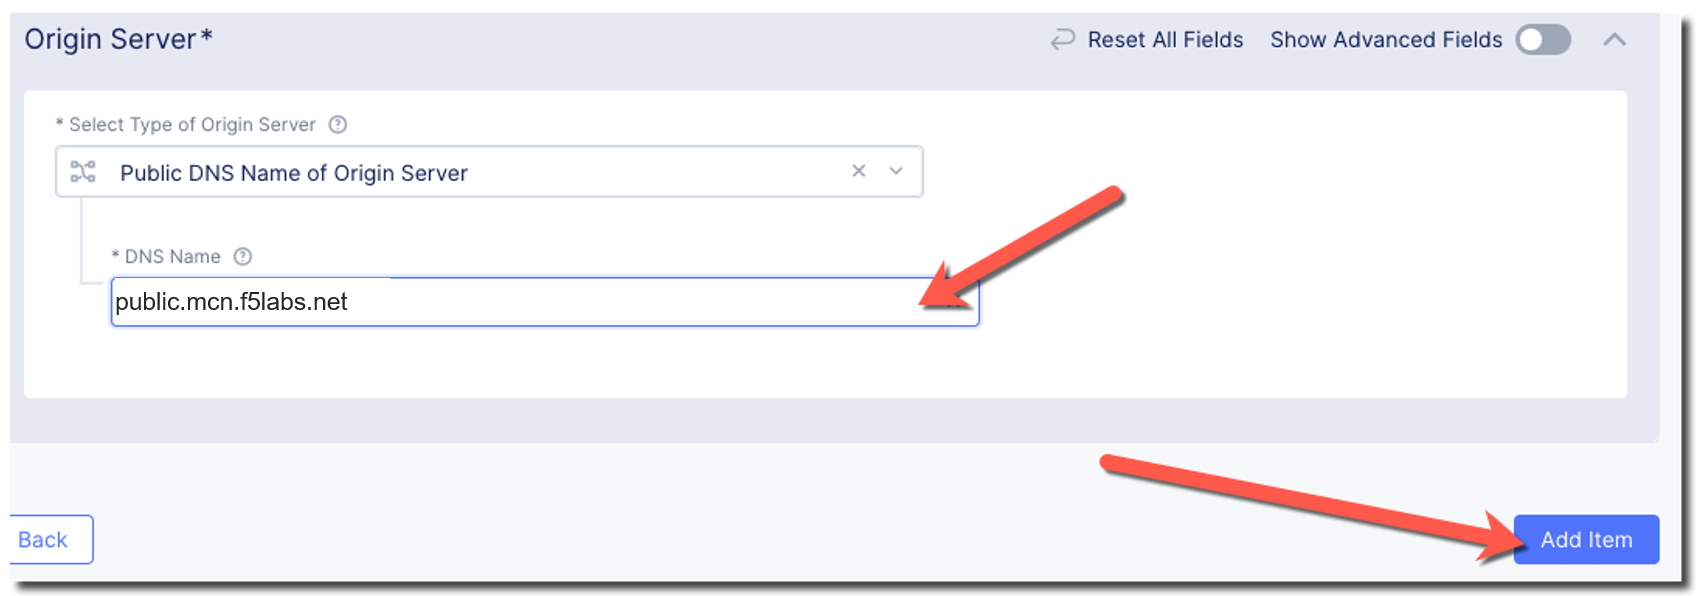 Origin Server*
Reset All Fields Show Advanced Fields
* Select Type of Origin Server
Public DNS Name of Origin Server
* DNS Name
public.mcn.f5labs.net
Back
Add Item